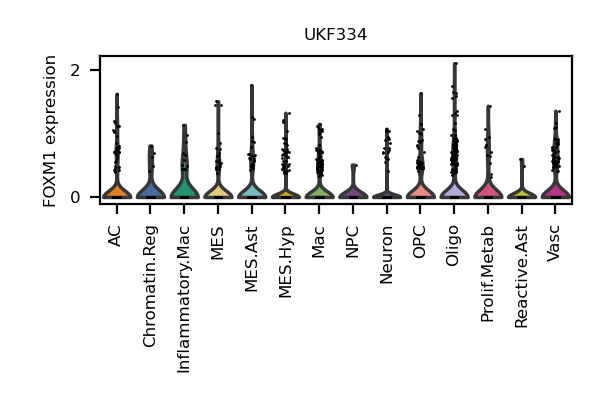 UKF334
FOXM1 expression
2
0
AC
Chromatin.Reg
Inflammatory.Mac
MES
MES.Ast
MES.Hyp
Mac
NPC
Neuron
OPC
Oligo
Prolif.Metab
Reactive.Ast
Vasc